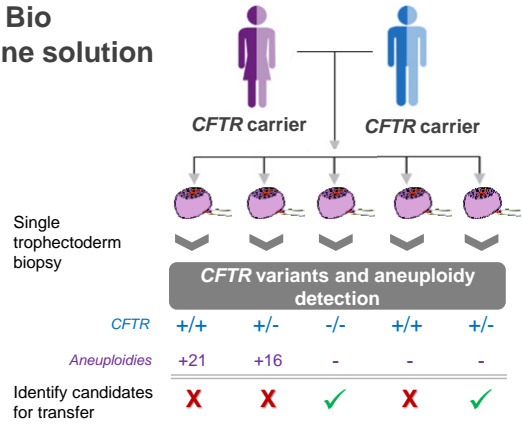 Bio
ne solution
CFTR carrier
CFTR carrier
Single
trophectoderm
biopsy
CFTR variants and aneuploidy
detection
CFTR +/+ +/- -/- +/+ +/-
Aneuploidies +21 +16 - - -
Identify candidates
for transfer X X ✓ X ✓